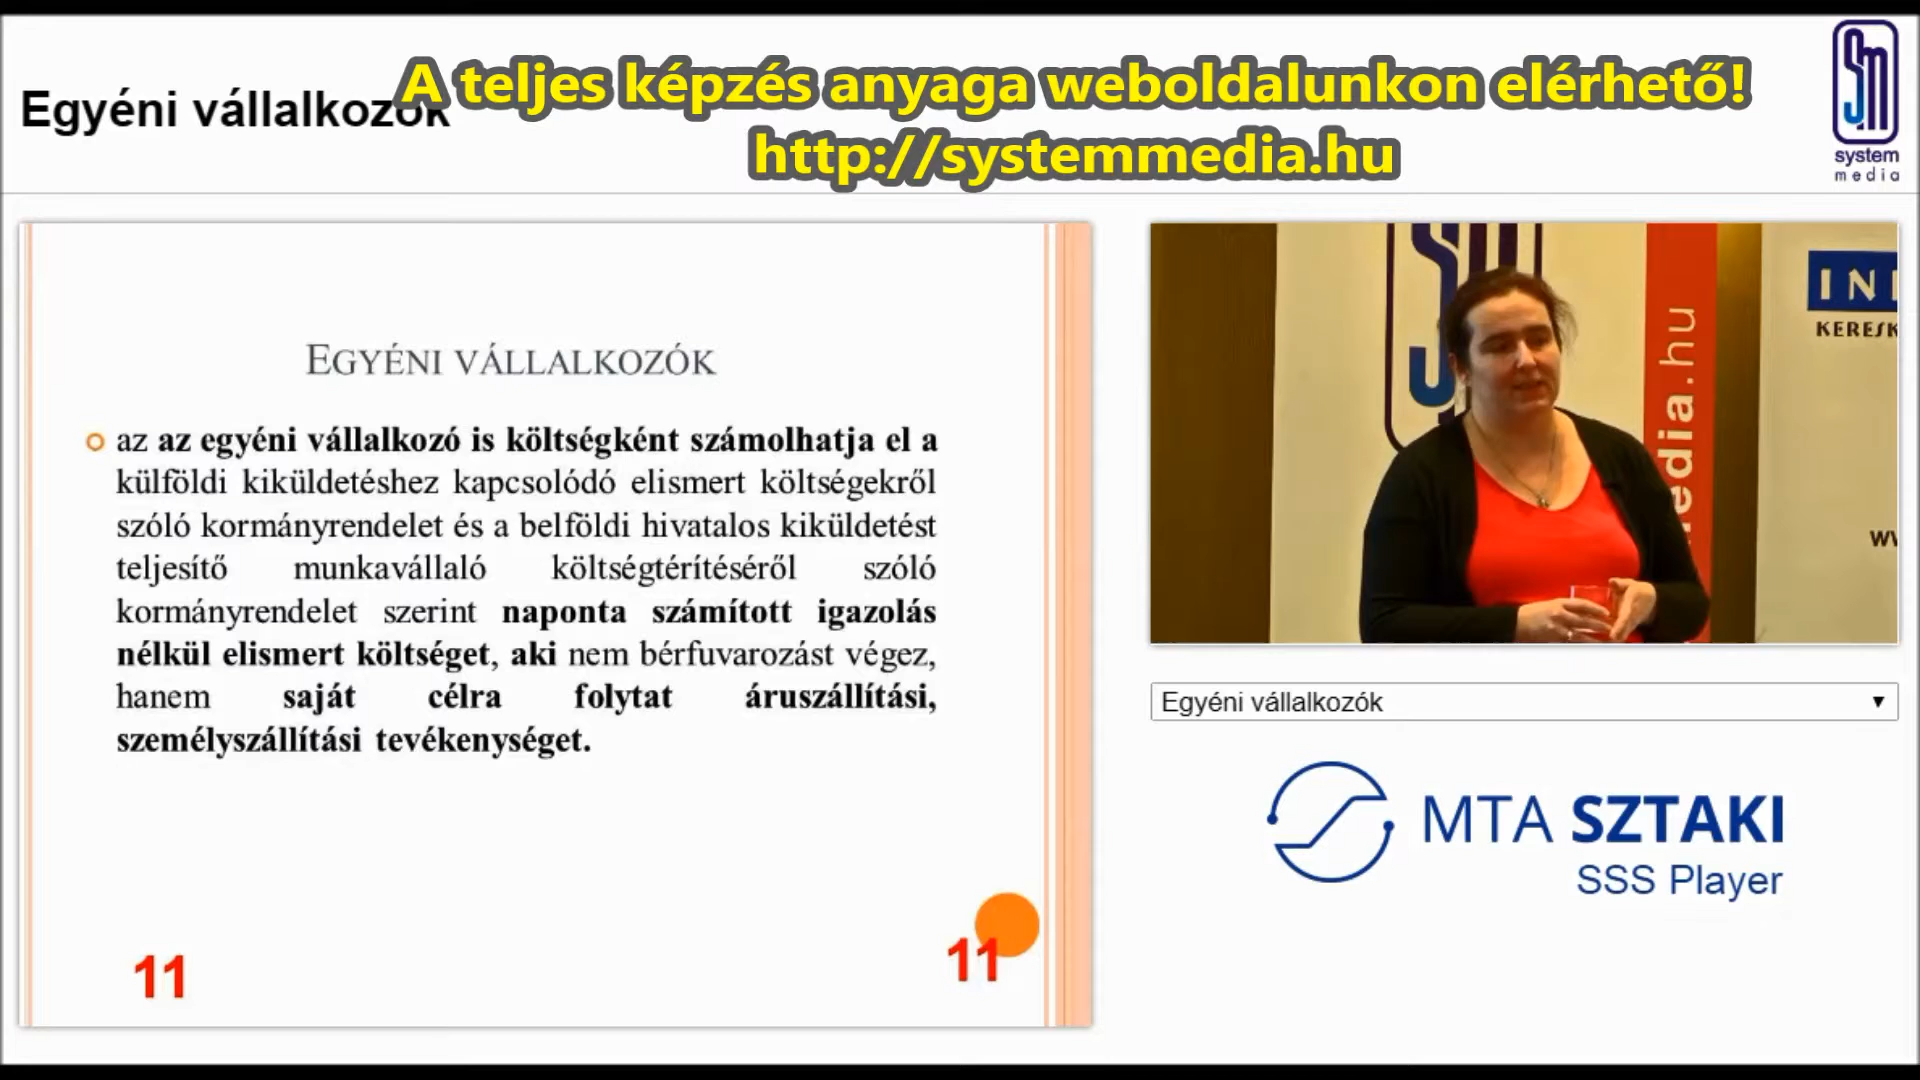 Egyéni vállalkozók
A teljes képzés anyaga weboldalunkon elérhető!
http://systemmedia.hu
system
media
EGYÉNI VÁLLALKOZÓK
az az egyéni vállalkozó is költségként számolhatja el a
külföldi kiküldetéshez kapcsolódó elismert költségekről
szóló kormányrendelet és a belföldi hivatalos kiküldetést
teljesítő munkavállaló költségtérítéséről szóló
kormányrendelet szerint naponta számított igazolás
nélkül elismert költséget, aki nem bérfuvarozást végez,
hanem saját célra folytat áruszállítási,
személyszállítási tevékenységet.
11
11
edia.hu
IN
KERESK
Egyéni vállalkozók
MTA SZTAKI
SSS Player